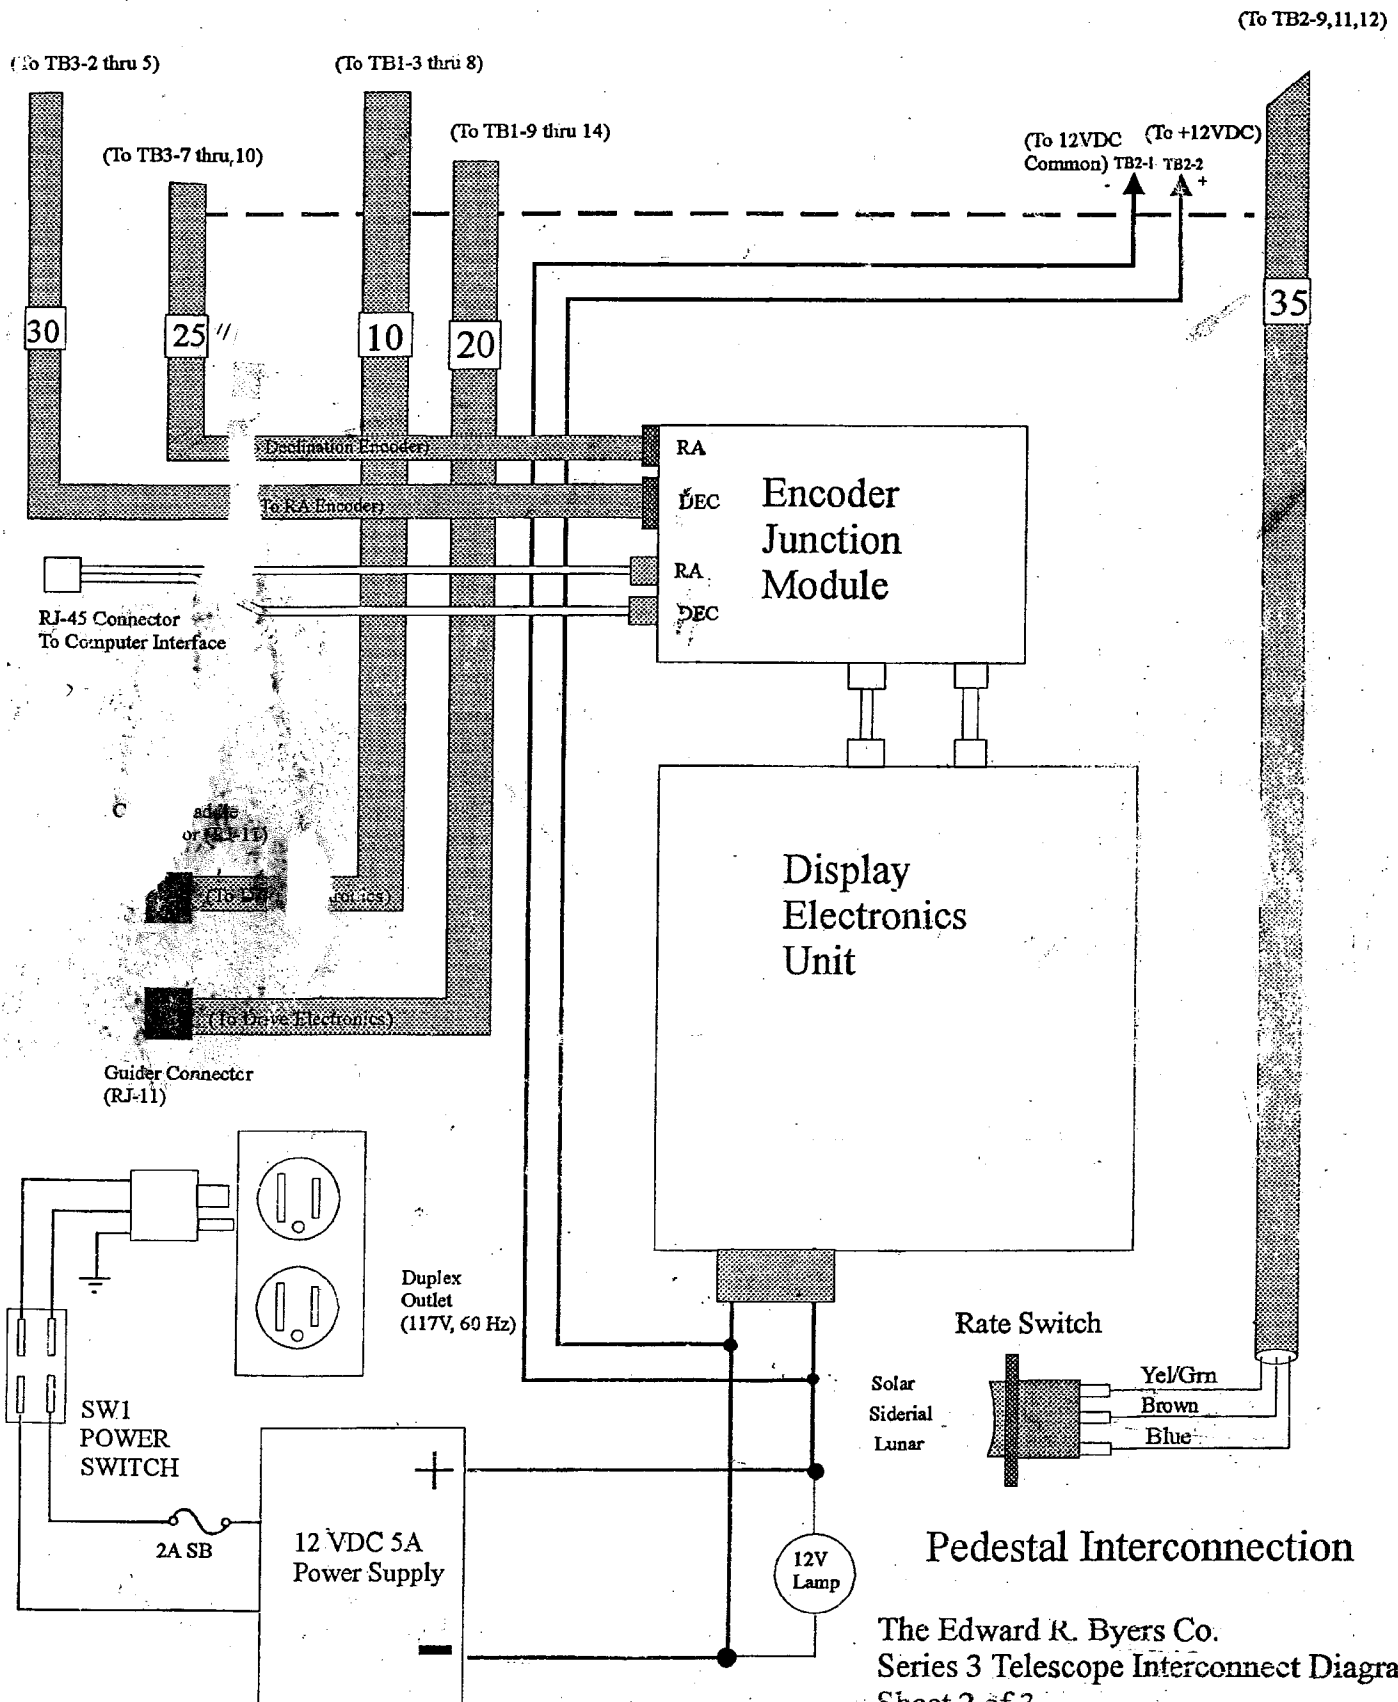 (To TB2-9,11,12)
(To TB3-2 thru 5)
(To TB1-3 thru 8)
(To TB1-9 thru 14)
(To TB3-7 thru 10)
(To 12VDC
Common)
(To +12VDC)
TB2-1
TB2-2
-
+
30
25
10
20
35
Declination Encoder)
To RA Encoder)
RA
DEC
RA
DEC
Encoder
Junction
Module
RJ-45 Connector
To Computer Interface
or (RJ-11)
(To Drive Electronics)
Guider Connector
(RJ-11)
Display
Electronics
Unit
Duplex
Outlet
(117V, 60 Hz)
Rate Switch
Solar
Siderial
Lunar
Yel/Grn
Brown
Blue
SW1
POWER
SWITCH
2A SB
+
12 VDC 5A
Power Supply
-
12V
Lamp
Pedestal Interconnection
The Edward R. Byers Co.
Series 3 Telescope Interconnect Diagra